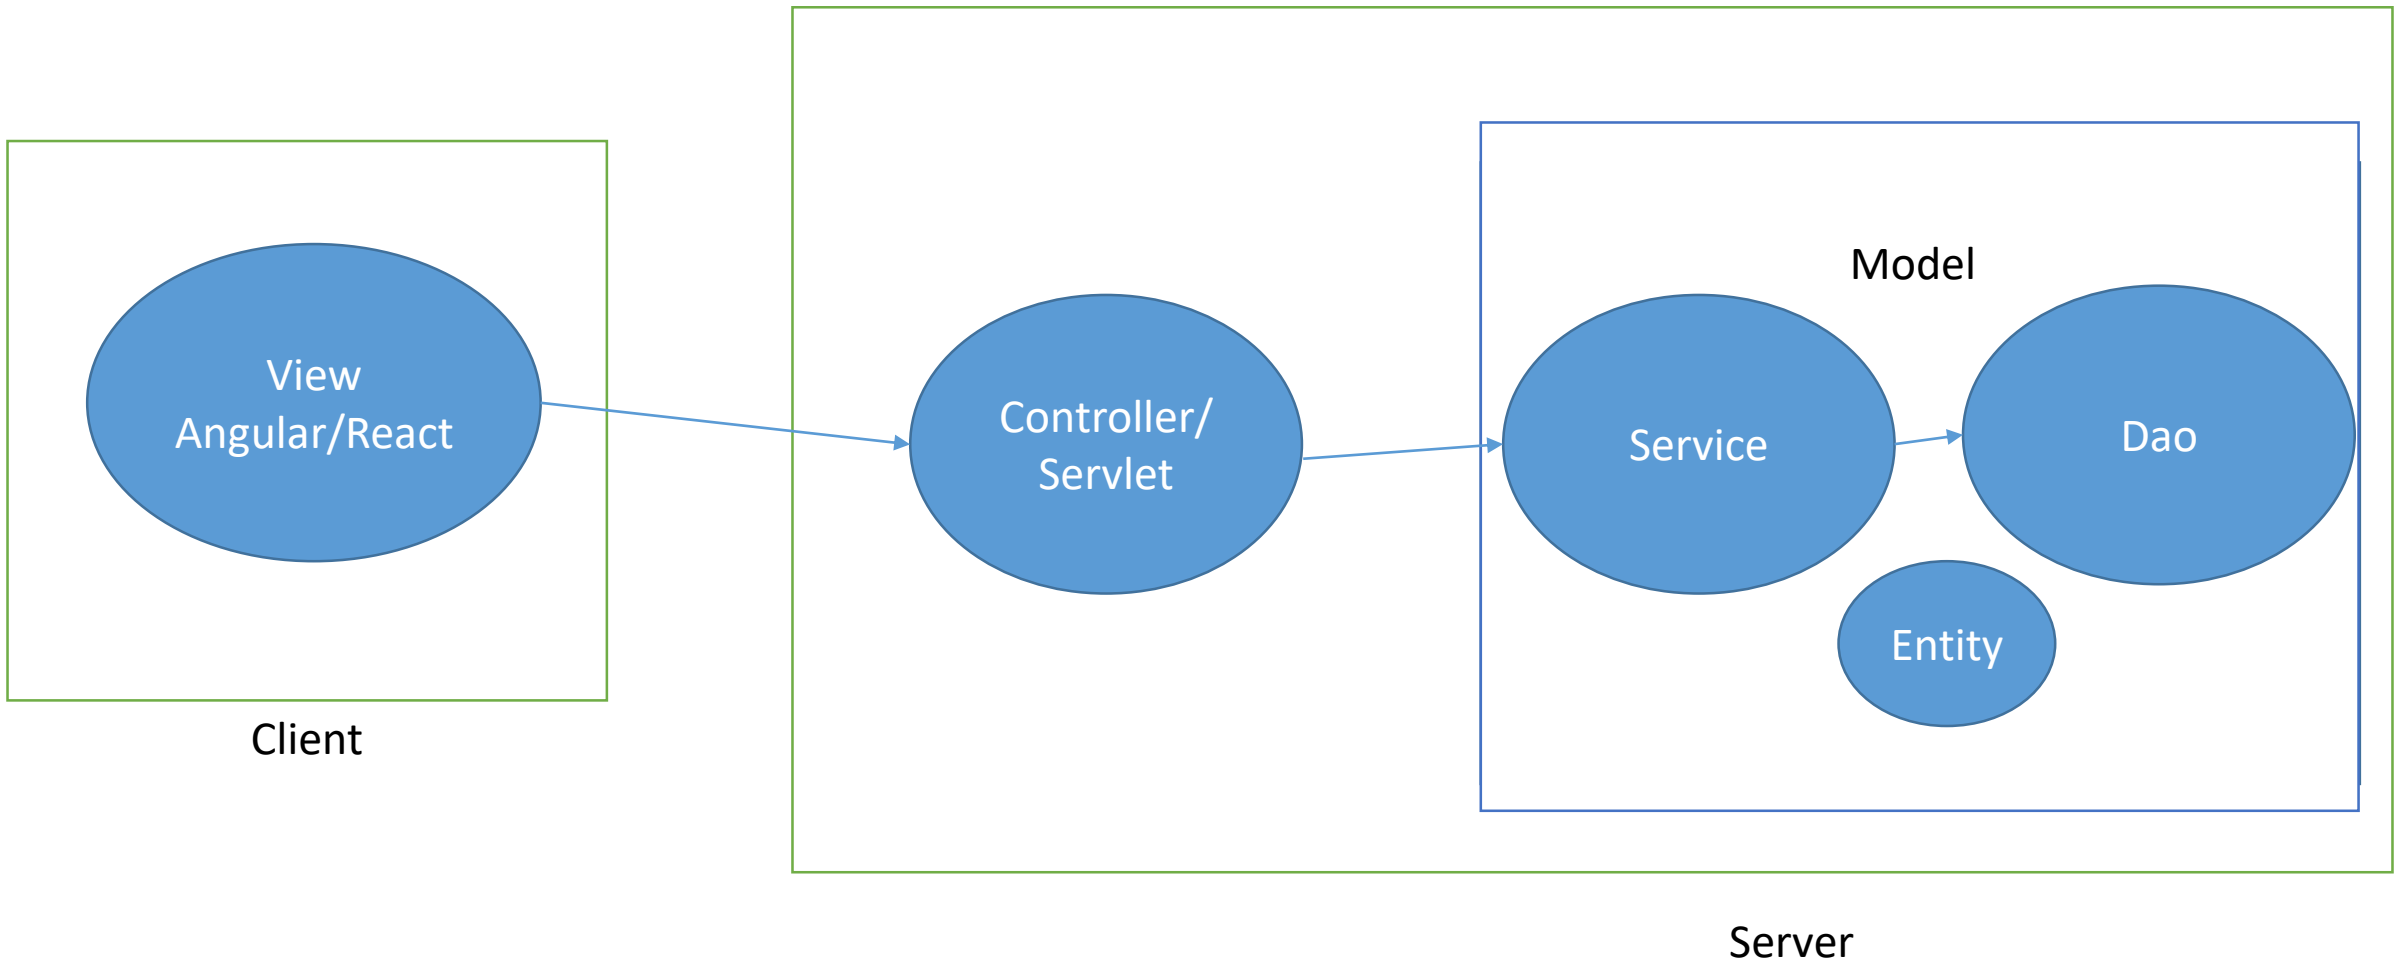 View
Angular/React
Client
Controller/
Servlet
Model
Service
Dao
Entity
Server